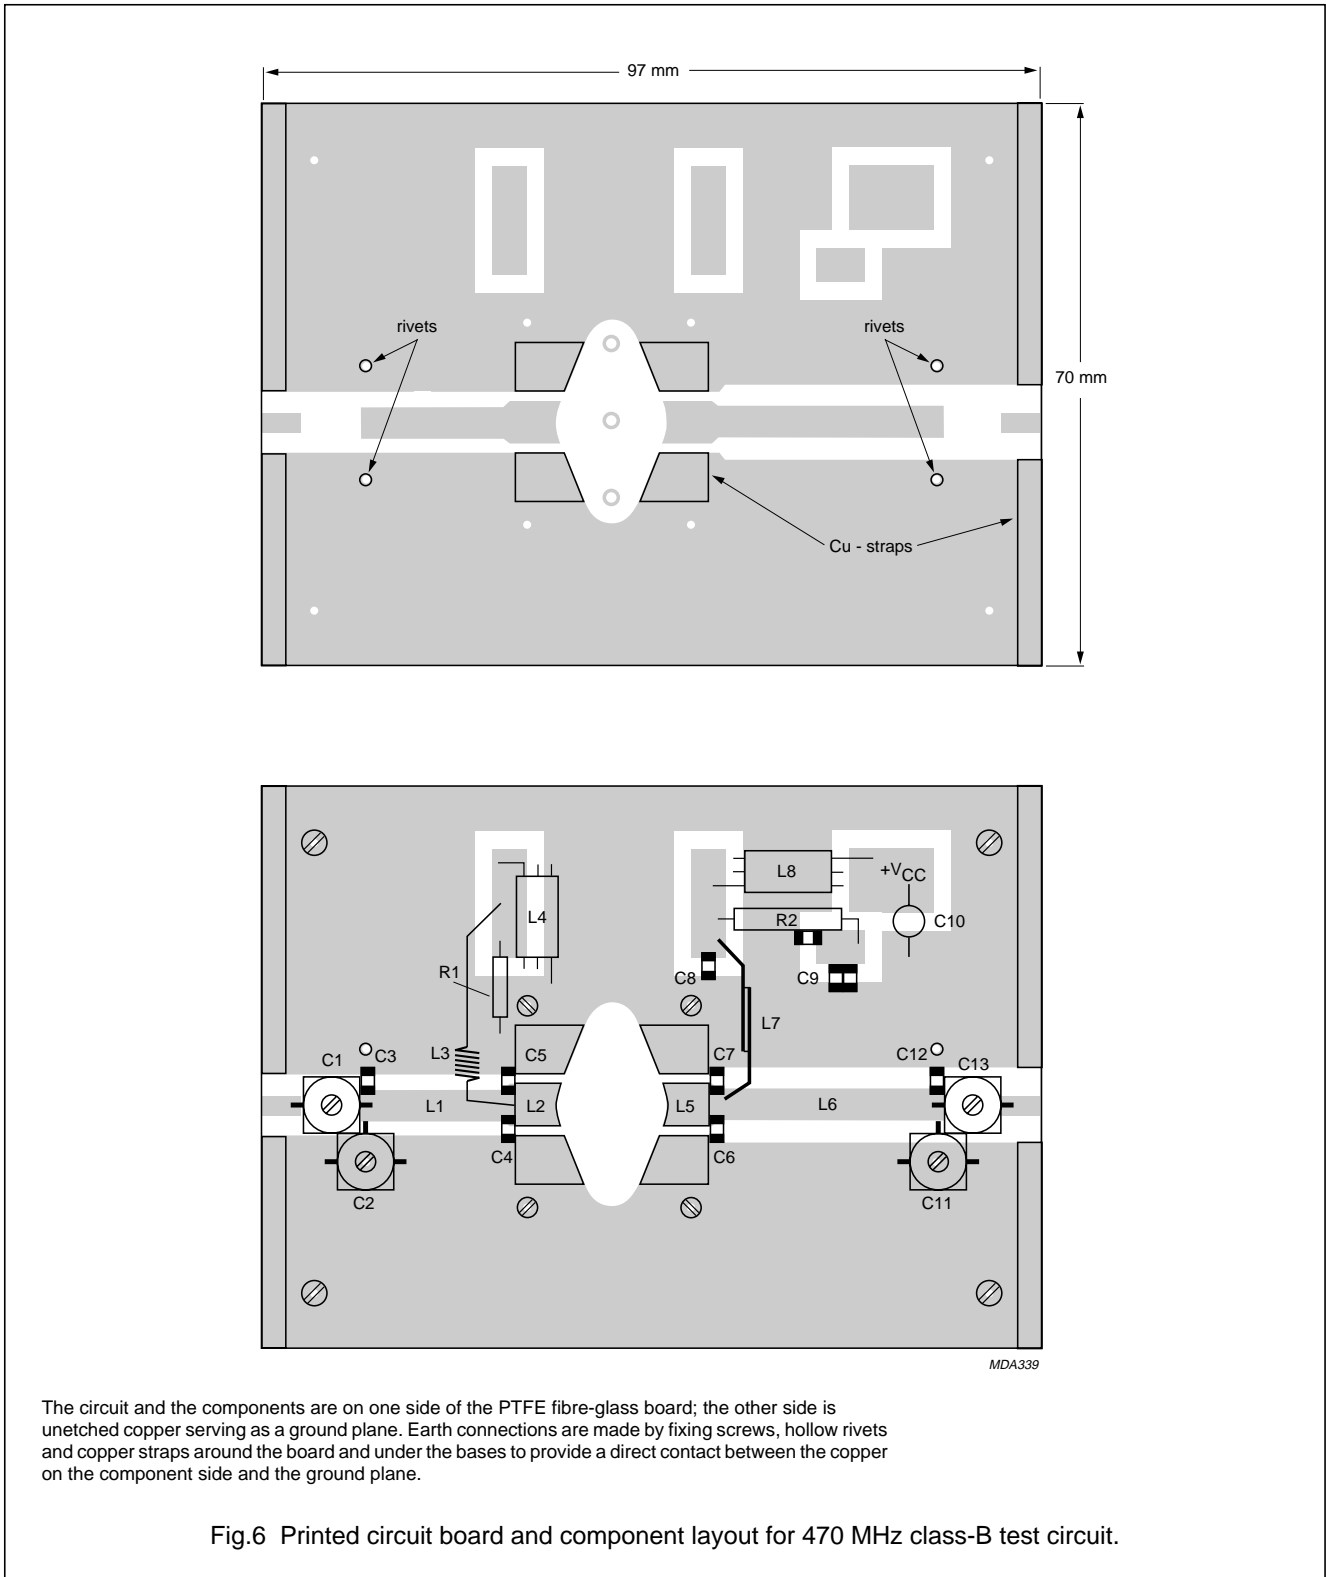 97 mm
rivets
rivets
70 mm
Cu - straps
L8
+VCC
L4
R2
C10
R1
C8
C9
L7
L3
C5
C7
C12
C1
C3
C13
L1
L2
L5
L6
C4
C6
C2
C11
MDA339
The circuit and the components are on one side of the PTFE fibre-glass board; the other side is
unetched copper serving as a ground plane. Earth connections are made by fixing screws, hollow rivets
and copper straps around the board and under the bases to provide a direct contact between the copper
on the component side and the ground plane.
Fig.6 Printed circuit board and component layout for 470 MHz class-B test circuit.